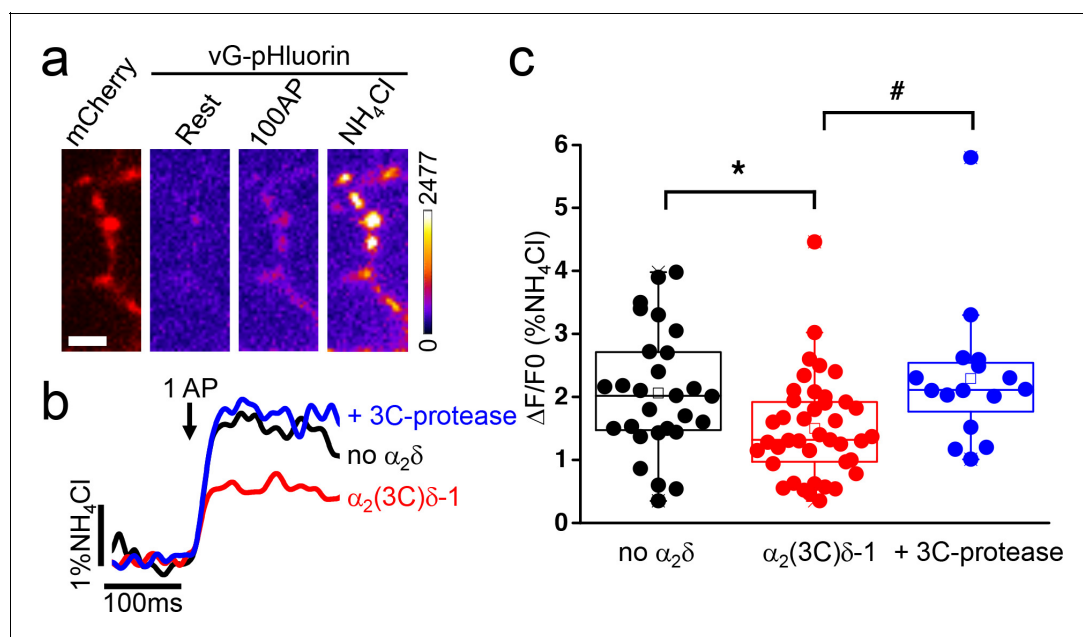 a
vG-pHluorin
mCherry
Rest
100AP
NH₄Cl
2477
0
b
1 AP
+ 3C-protease
no α₂δ
α₂(3C)δ-1
1%NH₄Cl
100ms
c
#
*
ΔF/F0 (%NH₄Cl)
6
5
4
3
2
1
0
no α₂δ
α₂(3C)δ-1
+ 3C-protease